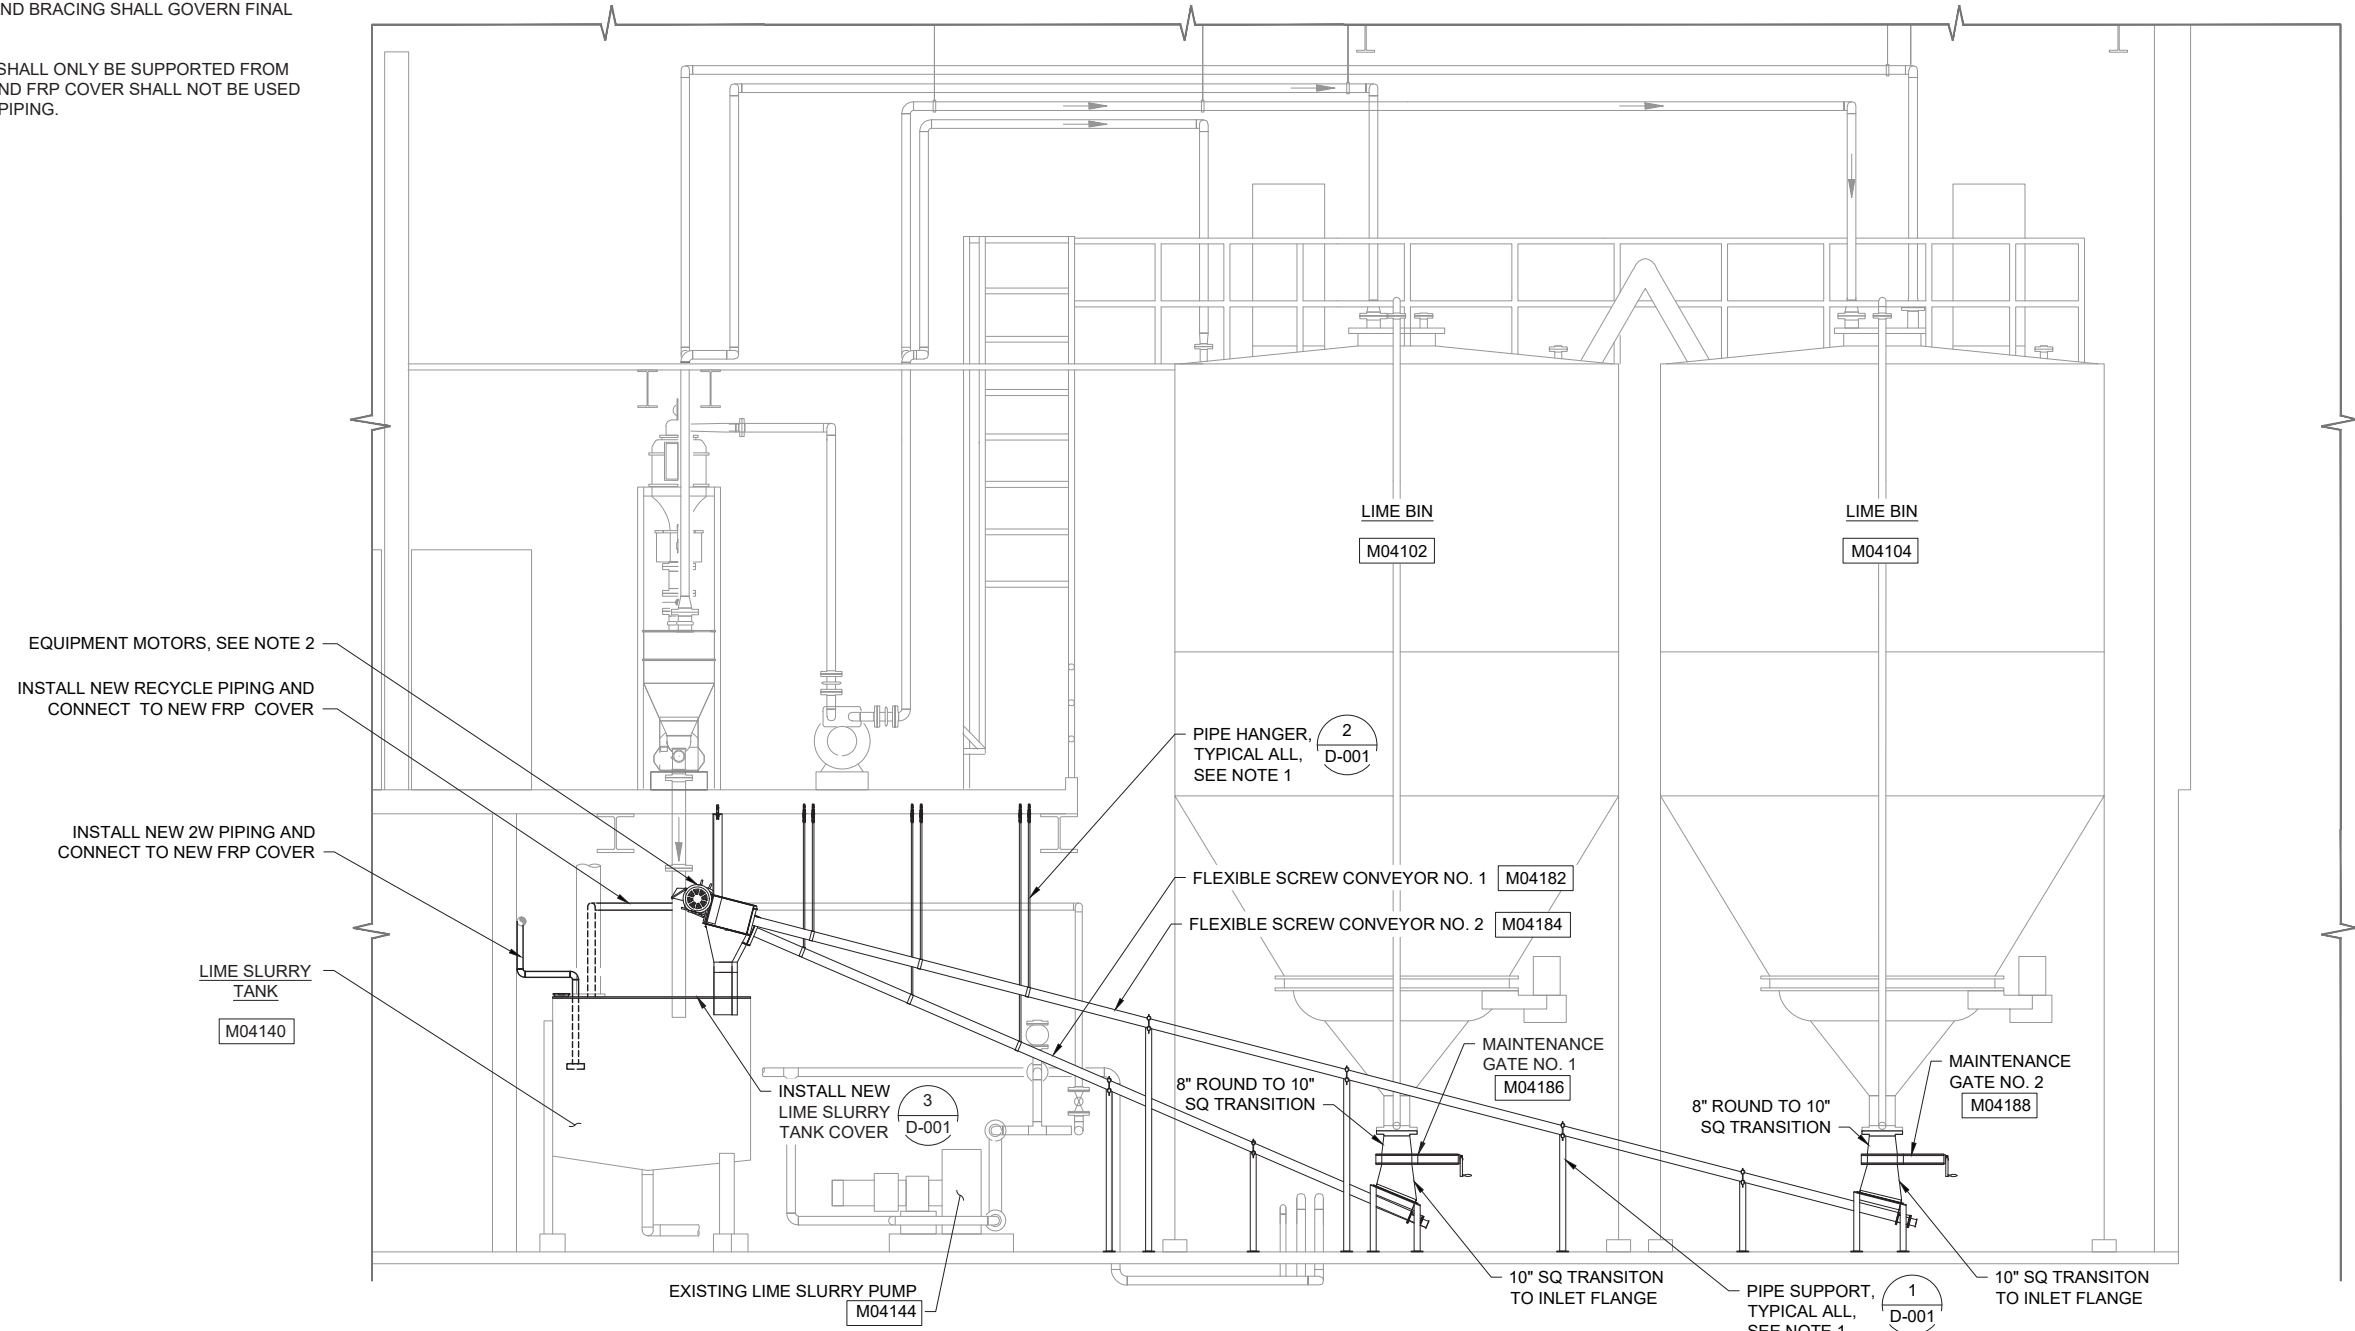 ND BRACING SHALL GOVERN FINAL
SHALL ONLY BE SUPPORTED FROM
ND FRP COVER SHALL NOT BE USED
PIPING.
LIME BIN
M04102
LIME BIN
M04104
EQUIPMENT MOTORS, SEE NOTE 2
INSTALL NEW RECYCLE PIPING AND
CONNECT TO NEW FRP COVER
PIPE HANGER,
TYPICAL ALL,
SEE NOTE 1
2
D-001
INSTALL NEW 2W PIPING AND
CONNECT TO NEW FRP COVER
FLEXIBLE SCREW CONVEYOR NO. 1
M04182
FLEXIBLE SCREW CONVEYOR NO. 2
M04184
LIME SLURRY
TANK
M04140
MAINTENANCE
GATE NO. 1
M04186
MAINTENANCE
GATE NO. 2
M04188
8" ROUND TO 10"
SQ TRANSITION
8" ROUND TO 10"
SQ TRANSITION
INSTALL NEW
LIME SLURRY
TANK COVER
3
D-001
EXISTING LIME SLURRY PUMP
M04144
10" SQ TRANSITON
TO INLET FLANGE
PIPE SUPPORT,
TYPICAL ALL,
SEE NOTE 1
1
D-001
10" SQ TRANSITON
TO INLET FLANGE